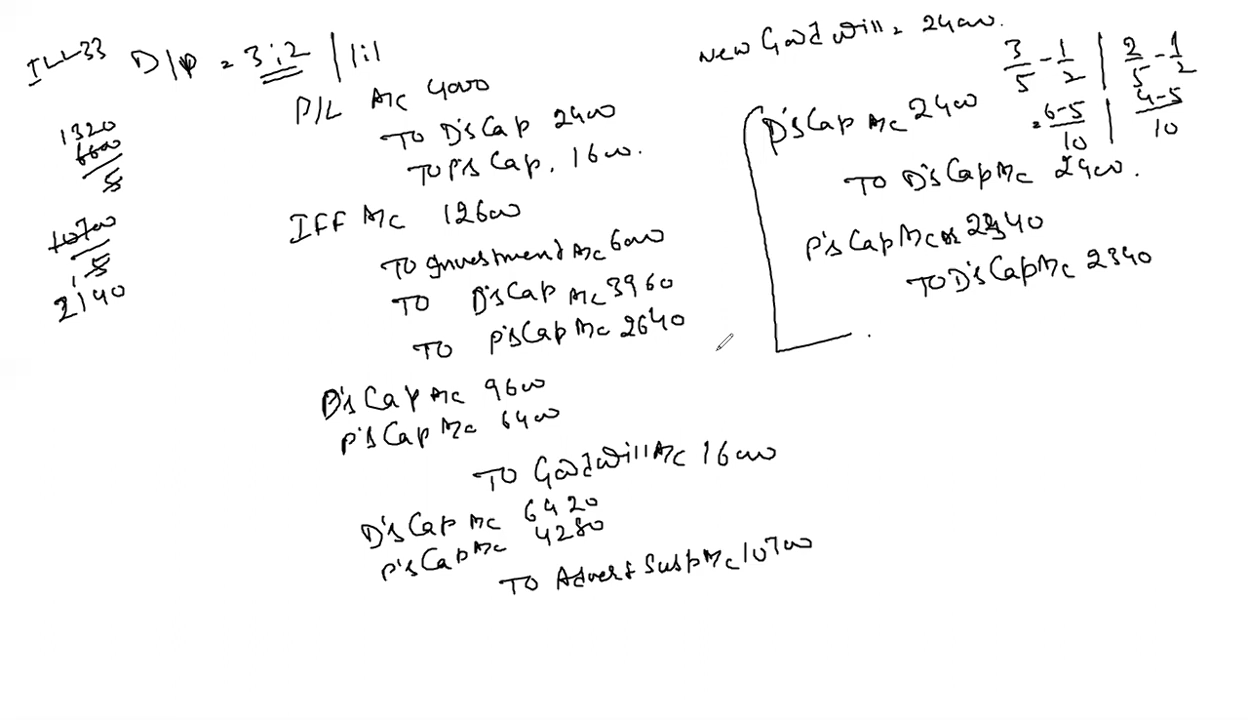 ILL-33 D/P = 3:2 / 1:1
1320
6600
5
10700
5
2140
P/L A/c 4000
TO D's Cap 2400
TO P's Cap. 1600.
IFF A/c 12600
TO Investment A/c 6000
TO D's Cap A/c 3960
TO P's Cap A/c 2640
D's Cap A/c 9600
P's Cap A/c 6400
TO Goodwill A/c 16000
D's Cap A/c 6420
P's Cap A/c 4280
TO Advert Susp A/c 10700
New Goodwill = 24000.
3/5 - 1/2 | 2/5 - 1/2
= 6-5/10 | 4-5/10
D's Cap A/c 2400
TO D's Cap A/c 2400.
P's Cap A/c 2340
TO D's Cap A/c 2340